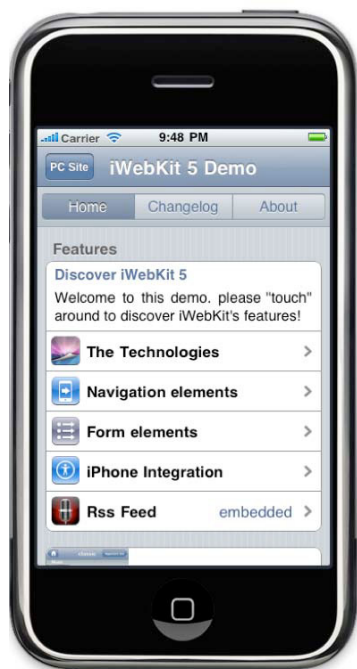 Carrier 9:48 PM
PC Site iWebKit 5 Demo
Home Changelog About
Features
Discover iWebKit 5
Welcome to this demo. please "touch"
around to discover iWebKit's features!
The Technologies
Navigation elements
Form elements
iPhone Integration
Rss Feed embedded